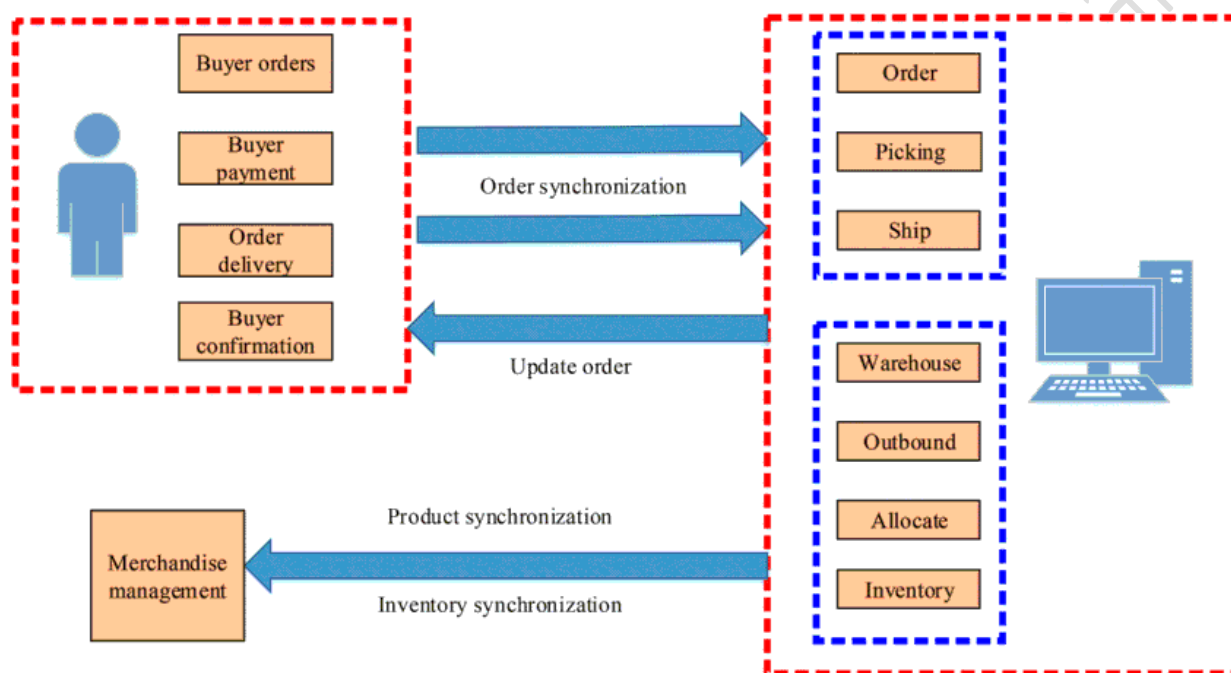 Buyer orders
Buyer
payment
Order
delivery
Buyer
confirmation
Order synchronization
Update order
Order
Picking
Ship
Warehouse
Outbound
Allocate
Inventory
Merchandise
management
Product synchronization
Inventory synchronization